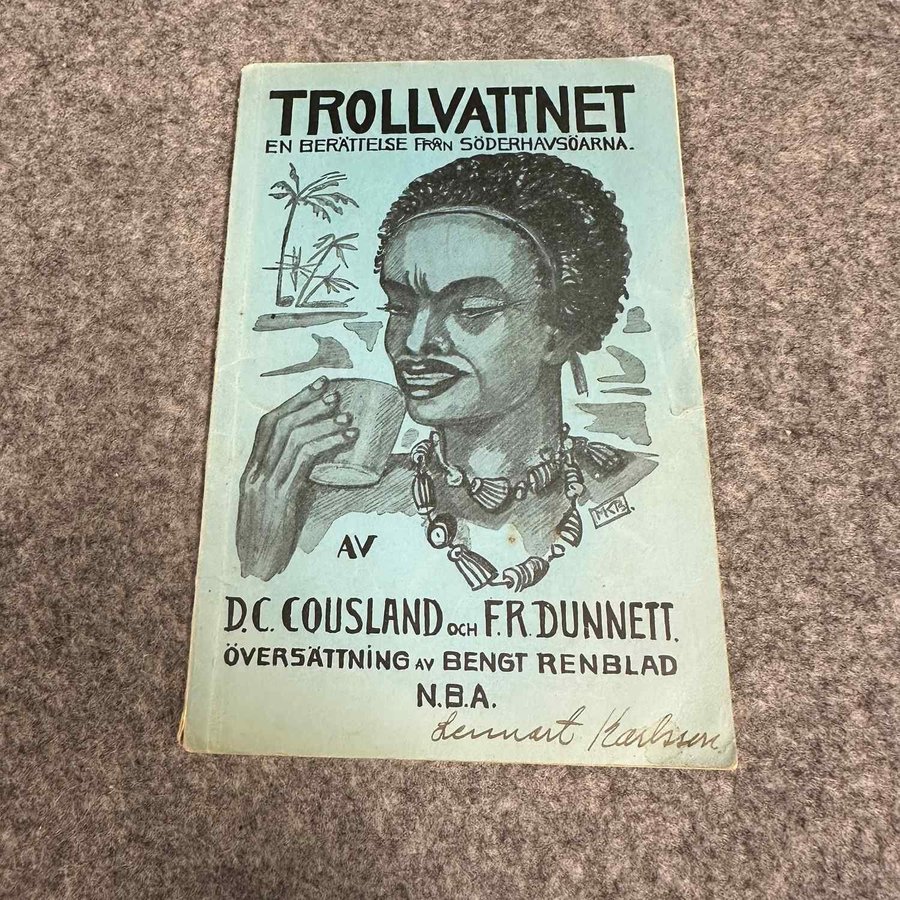 TROLLVATTNET
EN BERÄTTELSE FRÅN SÖDERHAVSÖARNA.
MKB.
AV
D.C. COUSLAND OCH F.R. DUNNETT.
ÖVERSÄTTNING AV BENGT RENBLAD
N.B.A.
Lennart Karlsson